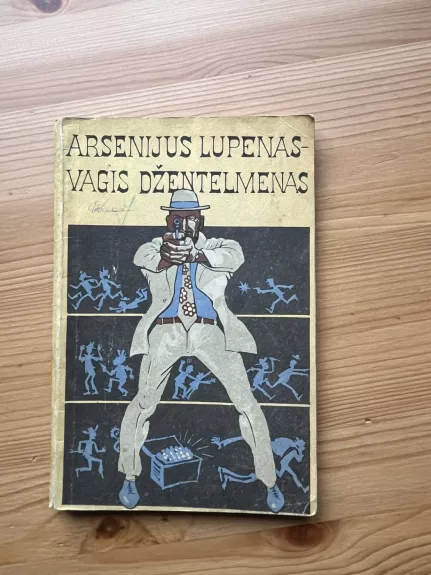 ARSENIJUS LUPENAS-
VAGIS DŽENTELMENAS